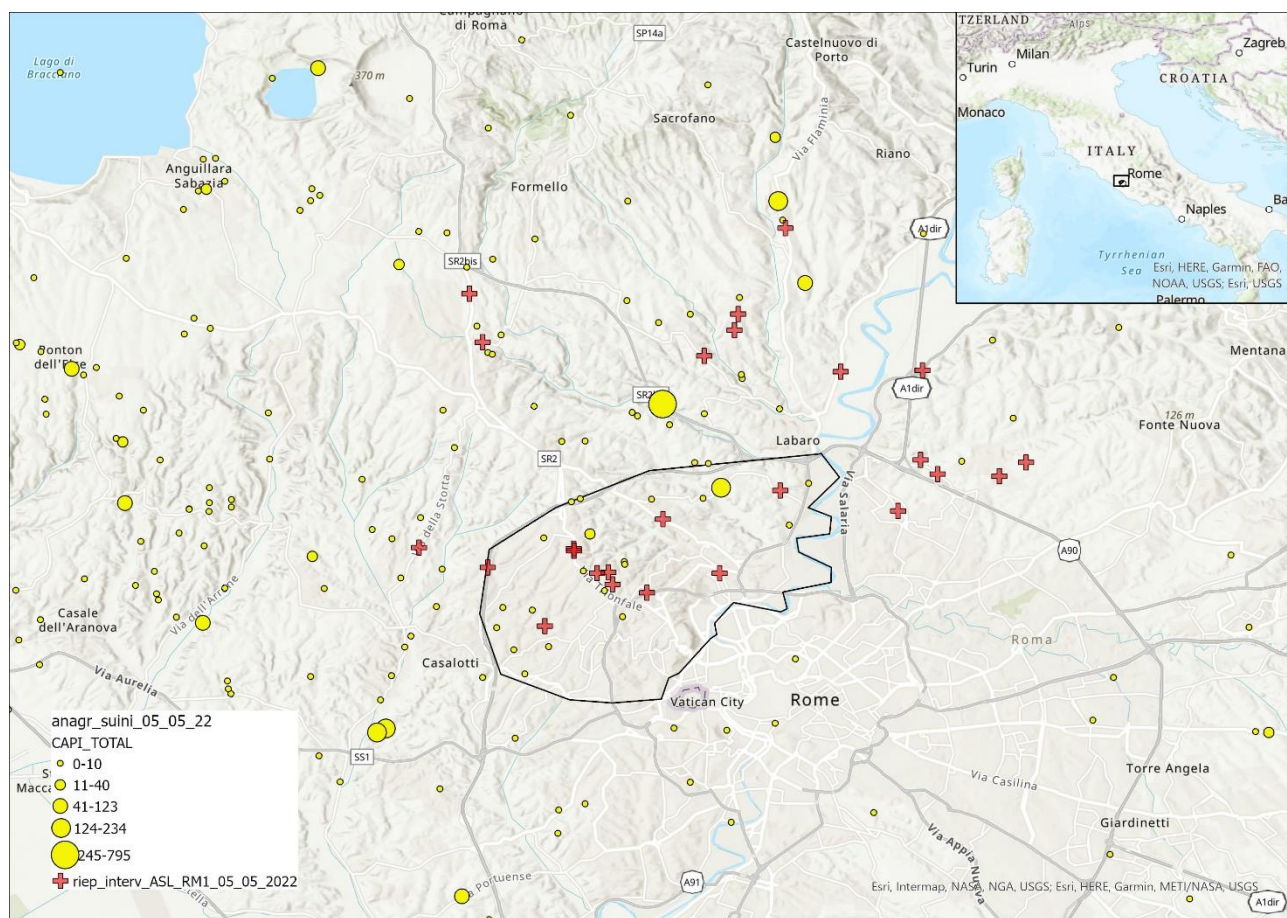 Lago di
Bracciano
370 m
Campagnano
di Roma
SP14a
Castelnuovo di
Porto
Sacrofano
Via Flaminia
Riano
Anguillara
Sabazia
Formello
A1dir
SR2bis
TZERLAND
Alps
Milan
Turin
Zagreb
CROATIA
Monaco
ITALY
Rome
Naples
Ba
Tyrrhenian
Sea
Esri, HERE, Garmin, FAO,
NOAA, USGS; Esri, USGS
Palermo
Ponton
A1dir
Mentana
126 m
Fonte Nuova
SR2
Labaro
Via Salaria
A90
Via Trionfale
Casale
dell'Aranova
Via dell'Arrone
Via Aurelia
Casalotti
Roma
Vatican City
Rome
SS1
Via Casilina
Torre Angela
Giardinetti
Via Appia Nuova
Portuense
A91
A1dir
anagr_suini_05_05_22
CAPI_TOTAL
0-10
11-40
41-123
124-234
245-795
riep_interv_ASL_RM1_05_05_2022
Esri, Intermap, NASA, NGA, USGS; Esri, HERE, Garmin, METI/NASA, USGS